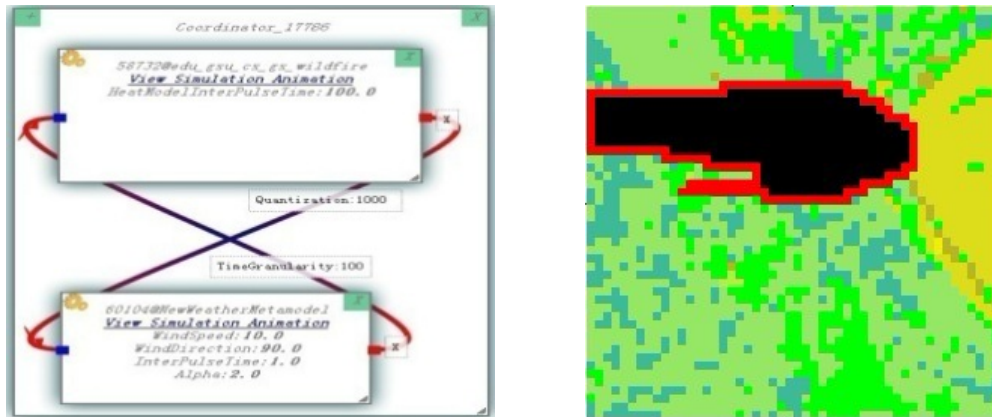 Coordinator_17786
58732@edu_gsu_cs_gs_wildfire
View Simulation Animation
HeatModelInterPulseTime:100.0
X
Quantization:1000
TimeGranularity:100
60104@NewWeatherMetamodel
View Simulation Animation
WindSpeed:10.0
WindDirection:90.0
InterPulseTime:1.0
Alpha:2.0
X